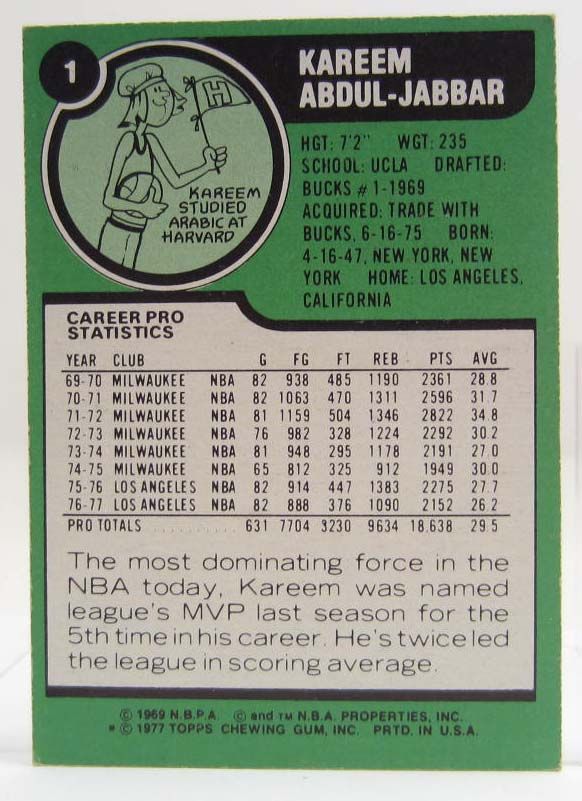 1
KAREEM
ABDUL-JABBAR
H
KAREEM
STUDIED
ARABIC AT
HARVARD
HGT: 7'2" WGT: 235
SCHOOL: UCLA DRAFTED:
BUCKS # 1-1969
ACQUIRED: TRADE WITH
BUCKS, 6-16-75 BORN:
4-16-47, NEW YORK, NEW
YORK HOME: LOS ANGELES,
CALIFORNIA
CAREER PRO
STATISTICS
YEAR CLUB G FG FT REB PTS AVG
69-70 MILWAUKEE NBA 82 938 485 1190 2361 28.8
70-71 MILWAUKEE NBA 82 1063 470 1311 2596 31.7
71-72 MILWAUKEE NBA 81 1159 504 1346 2822 34.8
72-73 MILWAUKEE NBA 76 982 328 1224 2292 30.2
73-74 MILWAUKEE NBA 81 948 295 1178 2191 27.0
74-75 MILWAUKEE NBA 65 812 325 912 1949 30.0
75-76 LOS ANGELES NBA 82 914 447 1383 2275 27.7
76-77 LOS ANGELES NBA 82 888 376 1090 2152 26.2
PRO TOTALS .......... 631 7704 3230 9634 18,638 29.5
The most dominating force in the
NBA today, Kareem was named
league's MVP last season for the
5th time in his career. He's twice led
the league in scoring average.
© 1969 N.B.P.A. © and TM N.B.A. PROPERTIES, INC.
* © 1977 TOPPS CHEWING GUM, INC. PRTD. IN U.S.A.